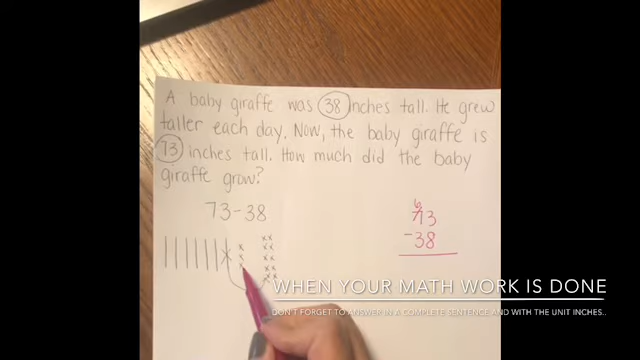 A baby giraffe was 38 inches tall. He grew
taller each day. Now, the baby giraffe is
73 inches tall. How much did the baby
giraffe grow?
73-38
6
73
-38
WHEN YOUR MATH WORK IS DONE
DON'T FORGET TO ANSWER IN A COMPLETE SENTENCE AND WITH THE UNIT INCHES..